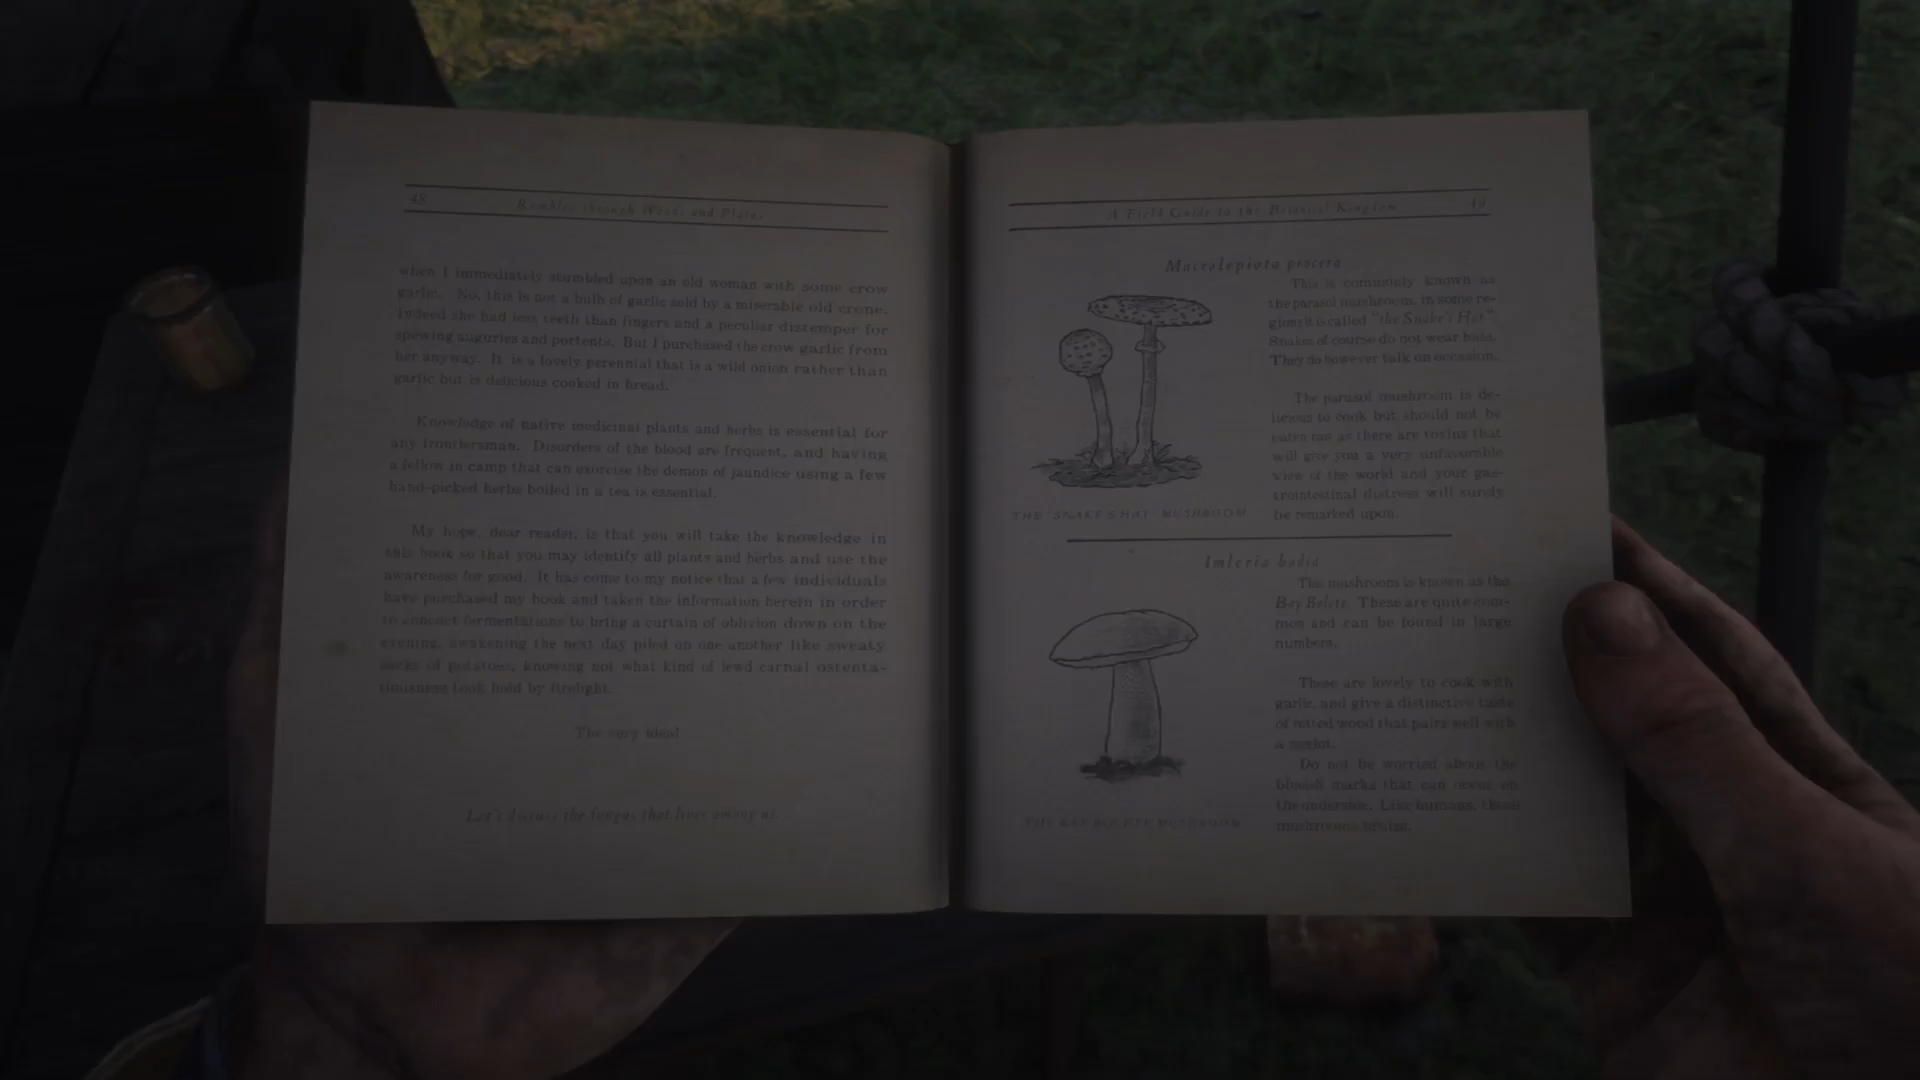 48
Rambles through Woods and Plains
when I immediately stumbled upon an old woman with some crow
garlic. No, this is not a bulb of garlic sold by a miserable old crone.
Indeed she had less teeth than fingers and a peculiar distemper for
spewing auguries and portents. But I purchased the crow garlic from
her anyway. It is a lovely perennial that is a wild onion rather than
garlic but is delicious cooked in bread.
Knowledge of native medicinal plants and herbs is essential for
any frontiersman. Disorders of the blood are frequent, and having
a fellow in camp that can exorcise the demon of jaundice using a few
hand-picked herbs boiled in a tea is essential.
My hope, dear reader, is that you will take the knowledge in
this book so that you may identify all plants and herbs and use the
awareness for good. It has come to my notice that a few individuals
have purchased my book and taken the information herein in order
to concoct fermentations to bring a curtain of oblivion down on the
evening, awakening the next day piled on one another like sweaty
sacks of potatoes, knowing not what kind of lewd carnal ostenta-
tiousness took hold by firelight.
The very idea!
Let's discuss the fungus that lives among us.
A Field Guide to the Botanical Kingdom
49
Macrolepiota procera
This is commonly known as
the parasol mushroom, in some re-
gions it is called "the Snake's Hat".
Snakes of course do not wear hats.
They do however talk on occasion.
The parasol mushroom is de-
licious to cook but should not be
eaten raw as there are toxins that
will give you a very unfavorable
view of the world and your gas-
trointestinal distress will surely
be remarked upon.
THE "SNAKE'S HAT" MUSHROOM
Imleria badia
This mushroom is known as the
Bay Bolete. These are quite com-
mon and can be found in large
numbers.
These are lovely to cook with
garlic, and give a distinctive taste
of rotted wood that pairs well with
a merlot.
Do not be worried about the
blueish marks that can occur on
the underside. Like humans, these
mushrooms bruise.
THE BAY BOLETE MUSHROOM